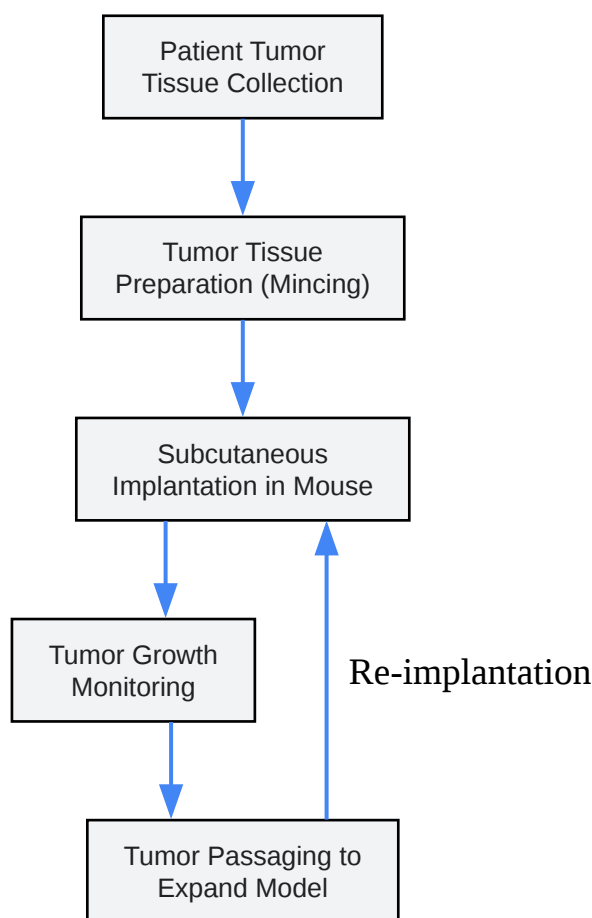 Patient Tumor
Tissue Collection
Tumor Tissue
Preparation (Mincing)
Subcutaneous
Implantation in Mouse
Tumor Growth
Monitoring
Re-implantation
Tumor Passaging to
Expand Model